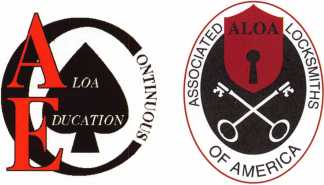 ALOA
CONTINUOUS
EDUCATION
ASSOCIATED LOCKSMITHS
ALOA
OF AMERICA